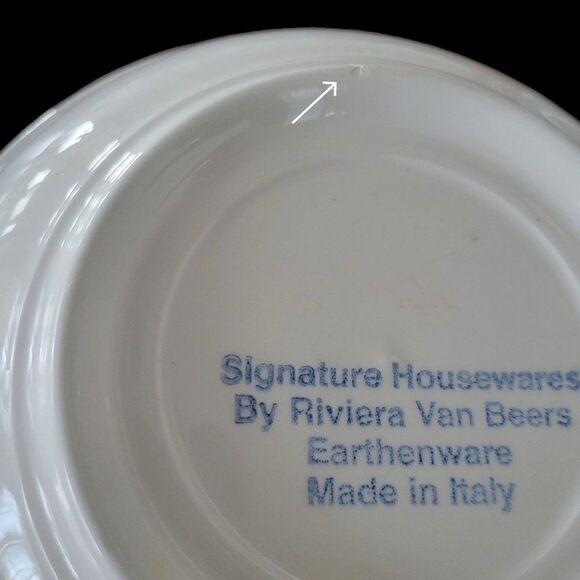 Signature Housewares
By Riviera Van Beers
Earthenware
Made in Italy